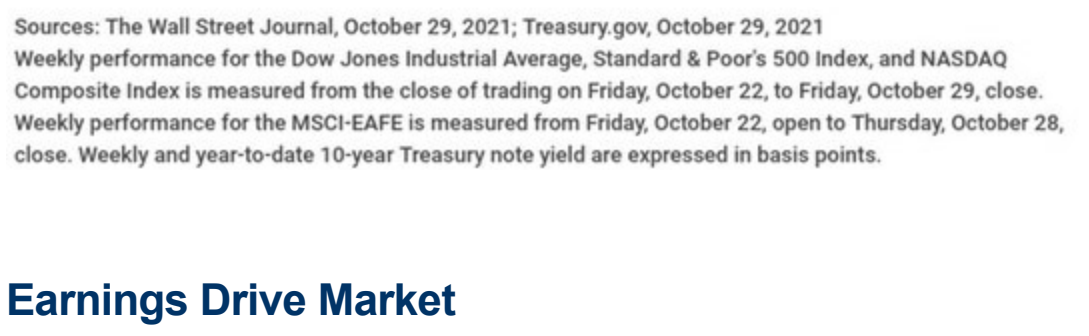 Sources: The Wall Street Journal, October 29, 2021; Treasury.gov, October 29, 2021
Weekly performance for the Dow Jones Industrial Average, Standard & Poor's 500 Index, and NASDAQ
Composite Index is measured from the close of trading on Friday, October 22, to Friday, October 29, close.
Weekly performance for the MSCI-EAFE is measured from Friday, October 22, open to Thursday, October 28,
close. Weekly and year-to-date 10-year Treasury note yield are expressed in basis points.
Earnings Drive Market